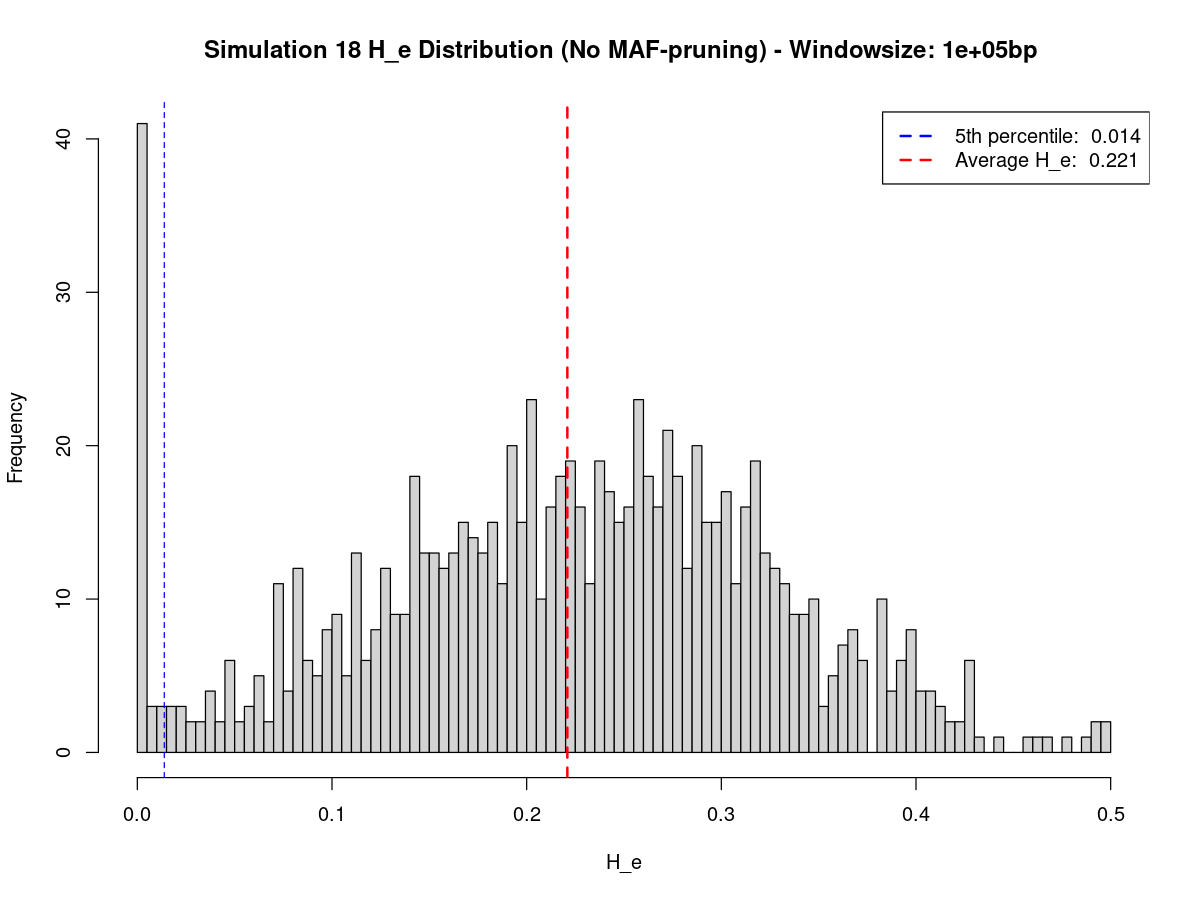 Simulation 18 H_e Distribution (No MAF-pruning) - Windowsize: 1e+05bp
5th percentile: 0.014
Average H_e: 0.221
Frequency
40
30
20
10
0
0.0 0.1 0.2 0.3 0.4 0.5
H_e